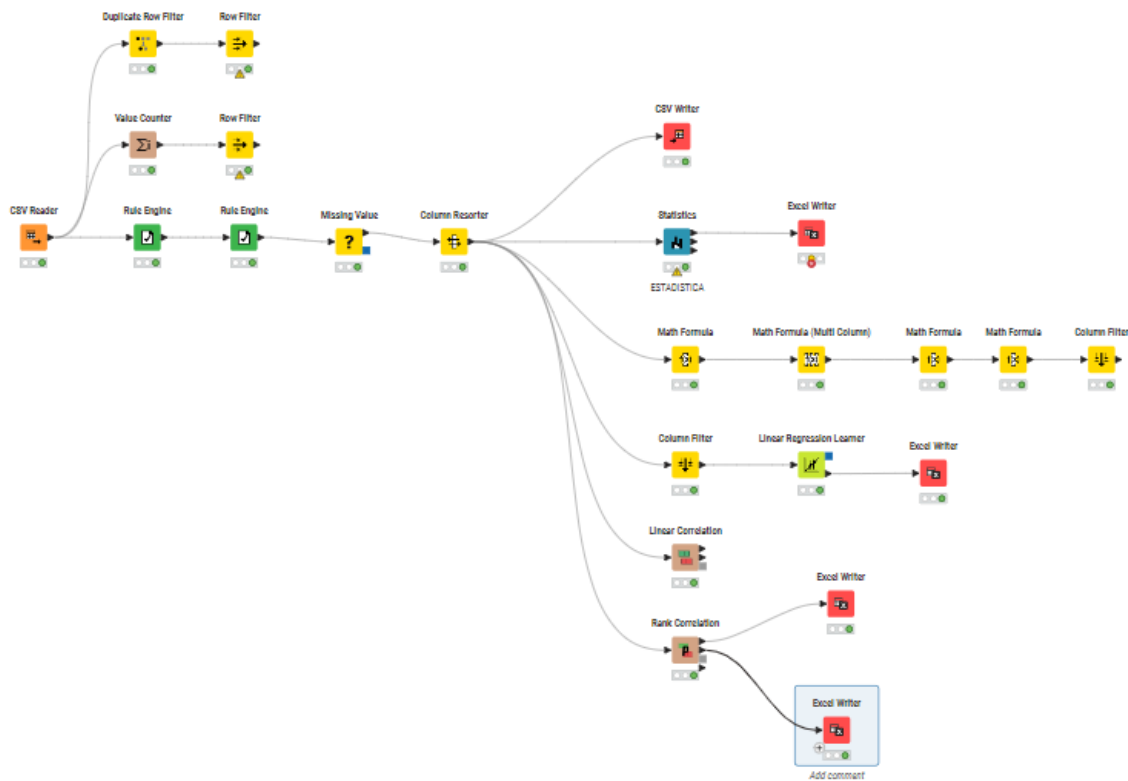 Duplicate Row Filter
Row Filter
Value Counter
Row Filter
CSV Reader
Rule Engine
Rule Engine
Missing Value
Column Resorter
CSV Writer
Statistics
ESTADISTICA
Excel Writer
Math Formula
Math Formula (Multi Column)
Math Formula
Math Formula
Column Filter
Column Filter
Linear Regression Learner
Excel Writer
Linear Correlation
Rank Correlation
Excel Writer
Excel Writer
Add comment